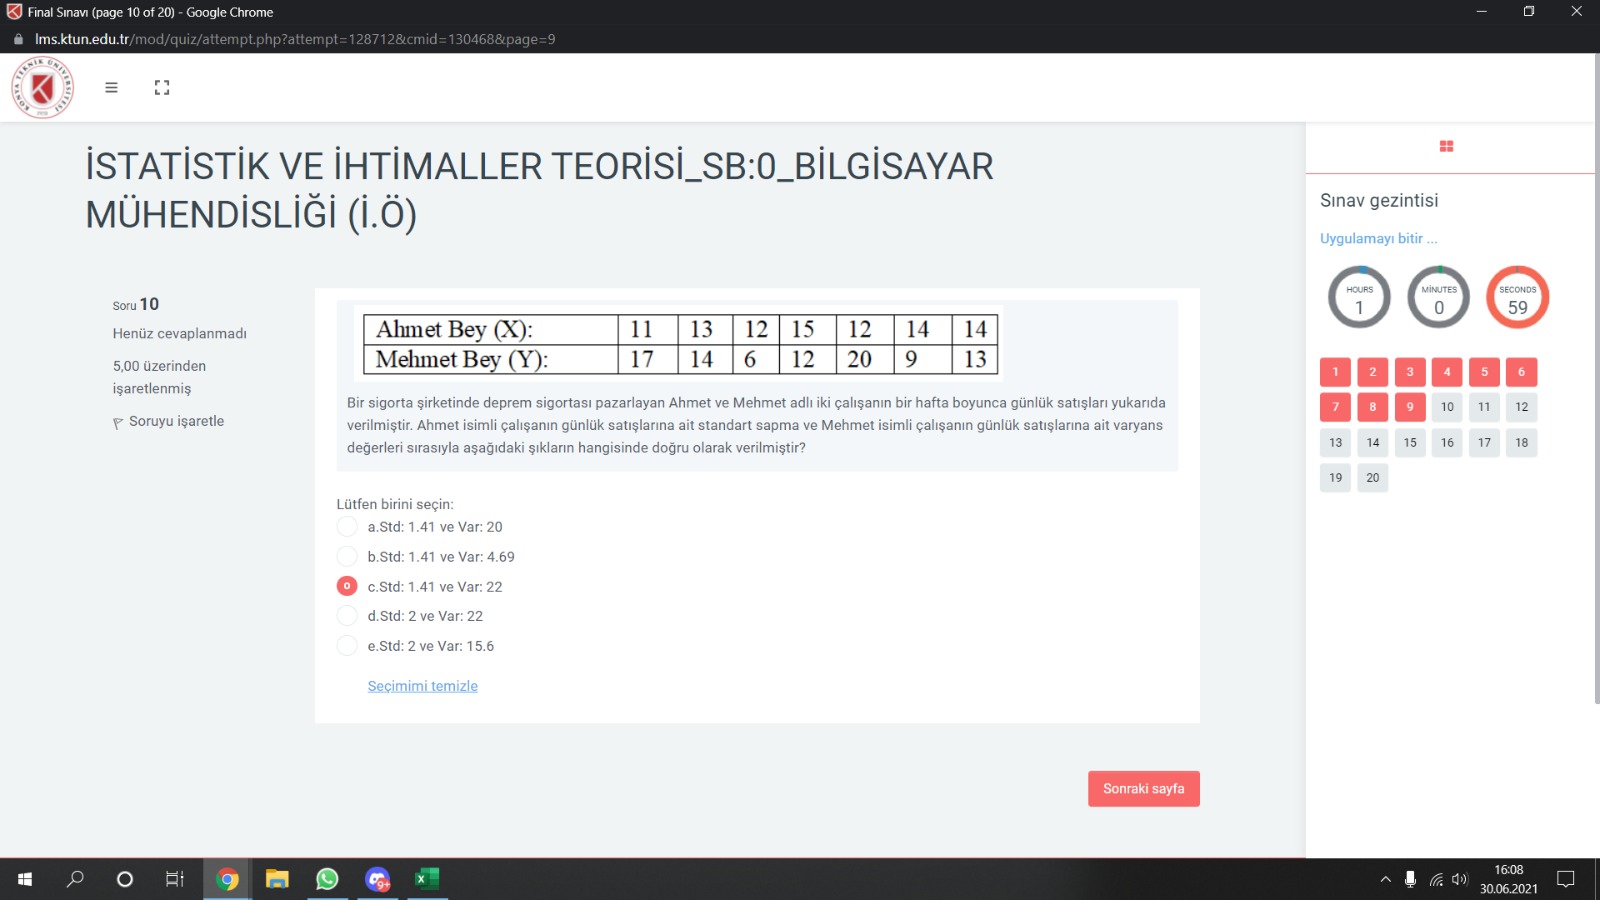 Final Sınavı (page 10 of 20) - Google Chrome
lms.ktun.edu.tr/mod/quiz/attempt.php?attempt=128712&cmid=130468&page=9
KONYA TEKNİK ÜNİVERSİTESİ
İSTATİSTİK VE İHTİMALLER TEORİSİ_SB:0_BİLGİSAYAR
MÜHENDİSLİĞİ (İ.Ö)
Soru 10
Henüz cevaplanmadı
5,00 üzerinden
işaretlenmiş
Soruyu işaretle
Ahmet Bey (X): 11 13 12 15 12 14 14
Mehmet Bey (Y): 17 14 6 12 20 9 13
Bir sigorta şirketinde deprem sigortası pazarlayan Ahmet ve Mehmet adlı iki çalışanın bir hafta boyunca günlük satışları yukarıda
verilmiştir. Ahmet isimli çalışanın günlük satışlarına ait standart sapma ve Mehmet isimli çalışanın günlük satışlarına ait varyans
değerleri sırasıyla aşağıdaki şıkların hangisinde doğru olarak verilmiştir?
Lütfen birini seçin:
a.Std: 1.41 ve Var: 20
b.Std: 1.41 ve Var: 4.69
c.Std: 1.41 ve Var: 22
d.Std: 2 ve Var: 22
e.Std: 2 ve Var: 15.6
Seçimimi temizle
Sonraki sayfa
Sınav gezintisi
Uygulamayı bitir ...
HOURS
1
MİNUTES
0
SECONDS
59
1 2 3 4 5 6
7 8 9 10 11 12
13 14 15 16 17 18
19 20
9+
16:08
30.06.2021